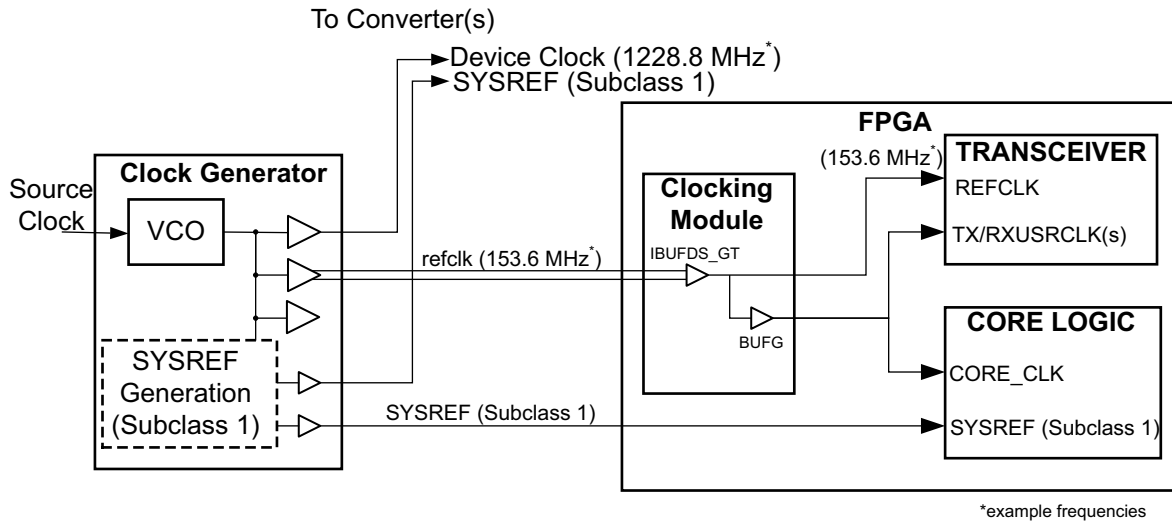 To Converter(s)
Device Clock (1228.8 MHz*)
SYSREF (Subclass 1)
FPGA
(153.6 MHz*)
TRANSCEIVER
REFCLK
TX/RXUSRCLK(s)
Clock Generator
Source
Clock
VCO
Clocking
Module
IBUFDS_GT
refclk (153.6 MHz*)
BUFG
CORE LOGIC
CORE_CLK
SYSREF (Subclass 1)
SYSREF
Generation
(Subclass 1)
SYSREF (Subclass 1)
*example frequencies